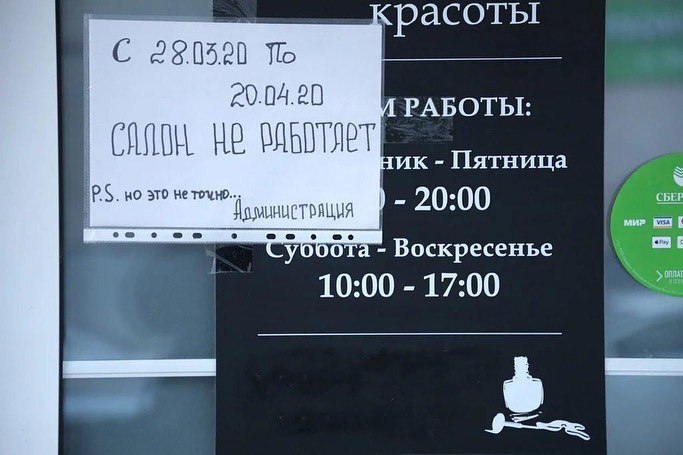 С 28.03.20 По
20.04.20
САЛОН НЕ РАБОТАЕТ
P.S. НО ЭТО НЕ ТОЧНО...
АДМИНИСТРАЦИЯ
красоты
М РАБОТЫ:
ник - Пятница
- 20:00
Суббота - Воскресенье
10:00 - 17:00
СБЕР
МИР VISA
Pay
ОПЛАТ